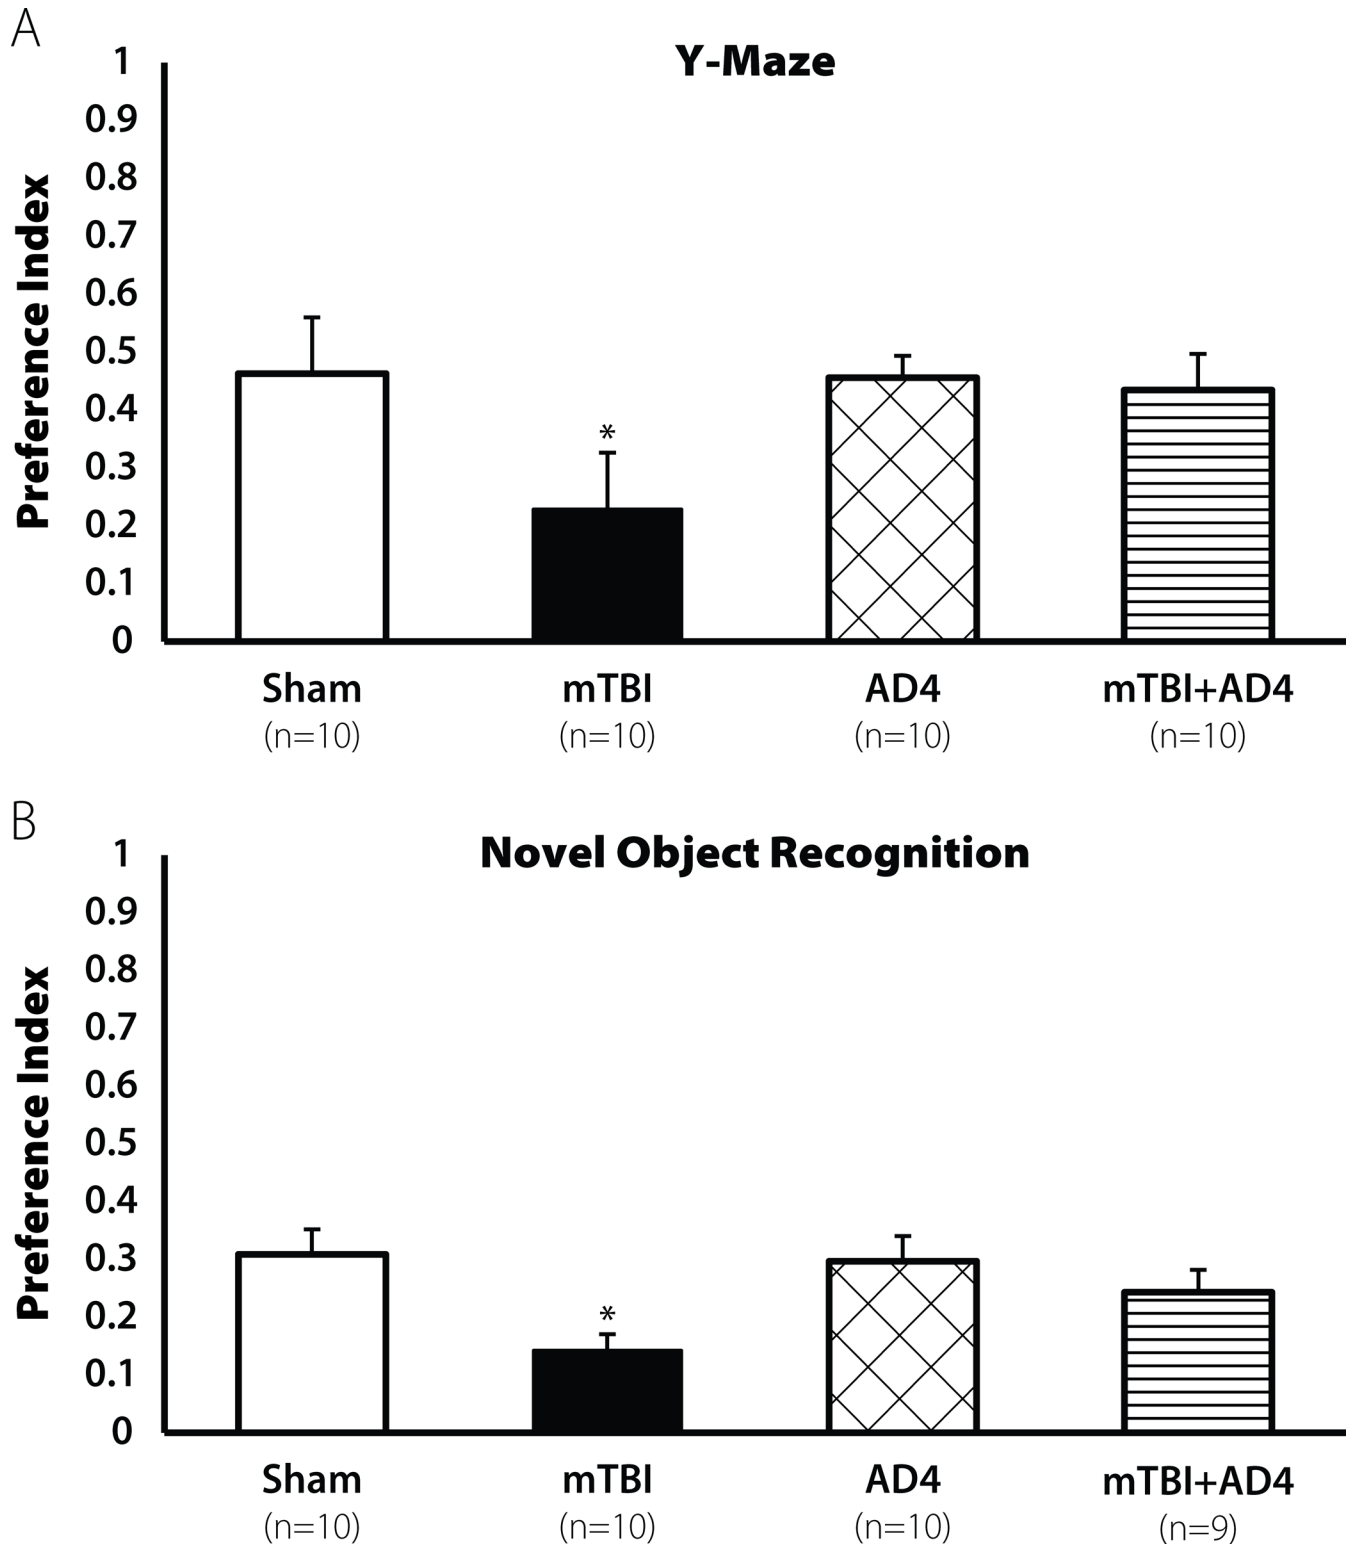 A
Y-Maze
Preference Index
1
0.9
0.8
0.7
0.6
0.5
0.4
0.3
0.2
0.1
0
*
Sham
mTBI
AD4
mTBI+AD4
(n=10)
(n=10)
(n=10)
(n=10)
B
Novel Object Recognition
Preference Index
1
0.9
0.8
0.7
0.6
0.5
0.4
0.3
0.2
0.1
0
*
Sham
mTBI
AD4
mTBI+AD4
(n=10)
(n=10)
(n=10)
(n=9)